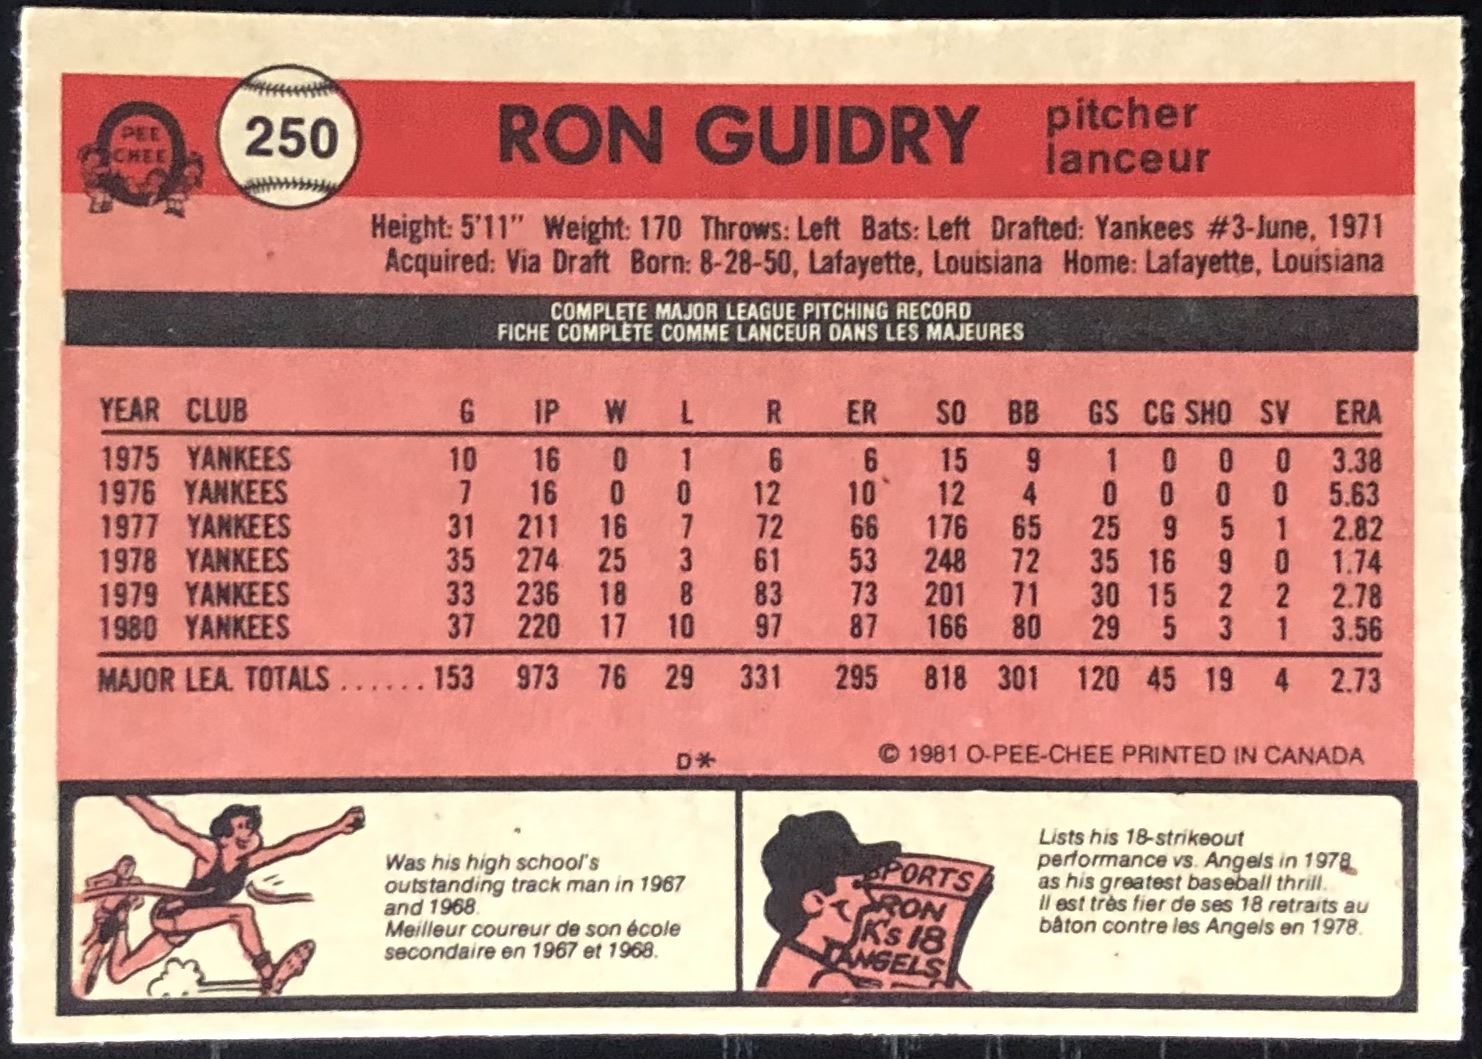 PEE
CHEE
250
RON GUIDRY
pitcher
lanceur
Height: 5'11" Weight: 170 Throws: Left Bats: Left Drafted: Yankees #3-June, 1971
Acquired: Via Draft Born: 8-28-50, Lafayette, Louisiana Home: Lafayette, Louisiana
COMPLETE MAJOR LEAGUE PITCHING RECORD
FICHE COMPLÈTE COMME LANCEUR DANS LES MAJEURES
YEAR CLUB G IP W L R ER SO BB GS CG SHO SV ERA
1975 YANKEES 10 16 0 1 6 6 15 9 1 0 0 0 3.38
1976 YANKEES 7 16 0 0 12 10 12 4 0 0 0 0 5.63
1977 YANKEES 31 211 16 7 72 66 176 65 25 9 5 1 2.82
1978 YANKEES 35 274 25 3 61 53 248 72 35 16 9 0 1.74
1979 YANKEES 33 236 18 8 83 73 201 71 30 15 2 2 2.78
1980 YANKEES 37 220 17 10 97 87 166 80 29 5 3 1 3.56
MAJOR LEA. TOTALS ...... 153 973 76 29 331 295 818 301 120 45 19 4 2.73
D*
© 1981 O-PEE-CHEE PRINTED IN CANADA
Was his high school's
outstanding track man in 1967
and 1968.
Meilleur coureur de son école
secondaire en 1967 et 1968.
SPORTS
RON
K's 18
ANGELS
Lists his 18-strikeout
performance vs. Angels in 1978
as his greatest baseball thrill.
Il est très fier de ses 18 retraits au
bâton contre les Angels en 1978.